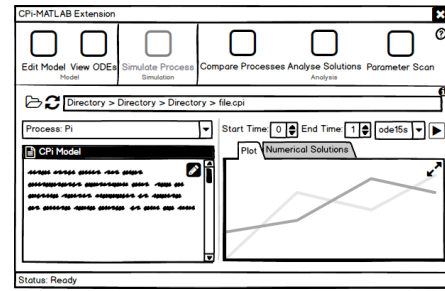 CPi-MATLAB Extension
Edit Model View ODEs Simulate Process Compare Processes Analyse Solutions Parameter Scan
Model Simulation Analysis
Directory > Directory > Directory > file.cpi
Process: Pi Start Time: 0 End Time: 1 ode15s
CPi Model Plot Numerical Solutions
Status: Ready